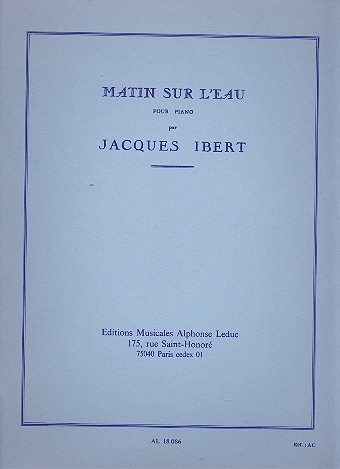 MATIN SUR L'EAU
POUR PIANO
par
JACQUES IBERT
Editions Musicales Alphonse Leduc
175, rue Saint-Honoré
75040 Paris cedex 01
AL 18 086
Réf. : AC